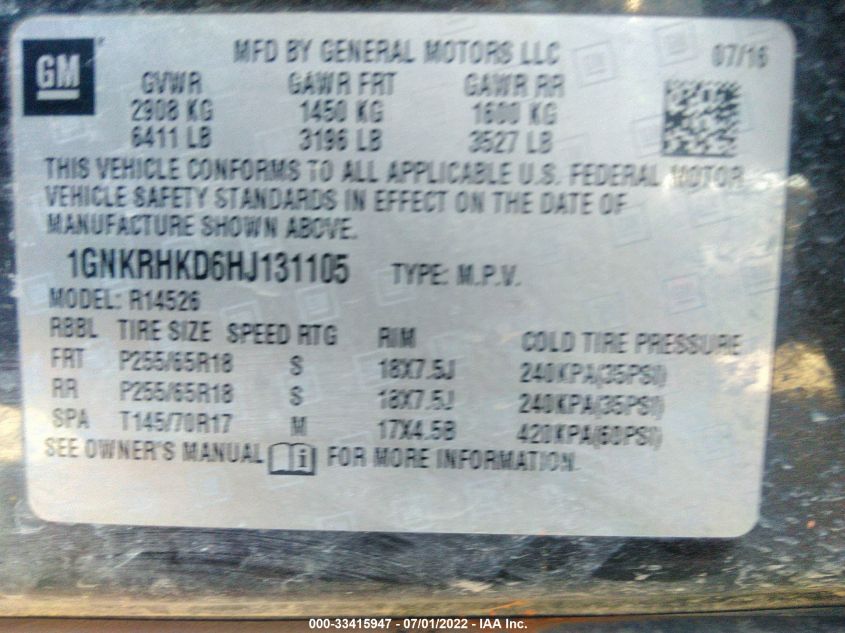 GM
MFD BY GENERAL MOTORS LLC 07/16
GVWR GAWR FRT GAWR RR
2908 KG 1450 KG 1600 KG
6411 LB 3196 LB 3527 LB
THIS VEHICLE CONFORMS TO ALL APPLICABLE U.S. FEDERAL MOTOR
VEHICLE SAFETY STANDARDS IN EFFECT ON THE DATE OF
MANUFACTURE SHOWN ABOVE.
1GNKRHKD6HJ131105 TYPE: M.P.V.
MODEL: R14526
RBBL TIRE SIZE SPEED RTG RIM COLD TIRE PRESSURE
FRT P255/65R18 S 18X7.5J 240KPA(35PSI)
RR P255/65R18 S 18X7.5J 240KPA(35PSI)
SPA T145/70R17 M 17X4.5B 420KPA(60PSI)
SEE OWNER'S MANUAL i FOR MORE INFORMATION.
000-33415947 - 07/01/2022 - IAA Inc.